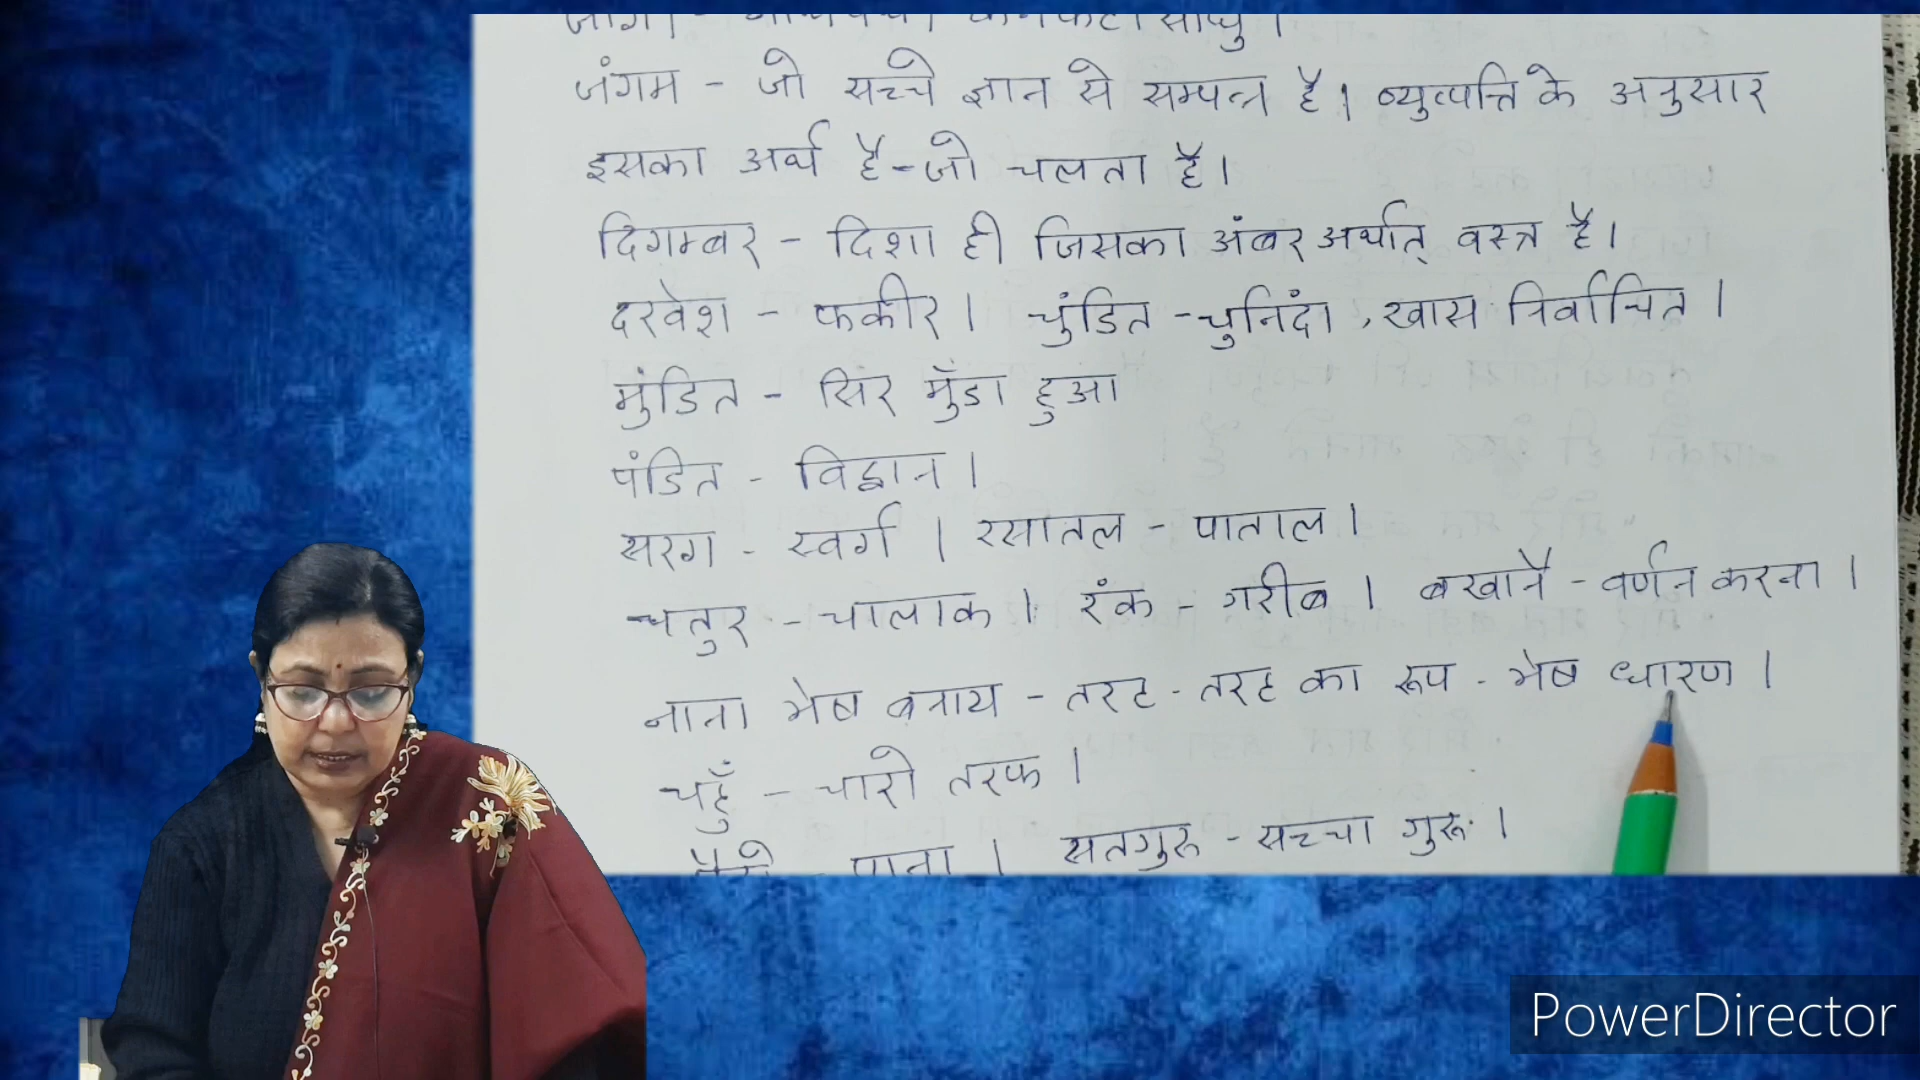 जंगम - जो सच्चे ज्ञान से सम्पन्न है। व्युत्पत्ति के अनुसार
इसका अर्थ है - जो चलता है।
दिगम्बर - दिशा ही जिसका अंबर अर्थात् वस्त्र है।
दरवेश - फकीर। चुंडित - चुनिंदा, खास निर्वाचित।
मुंडित - सिर मुँडा हुआ
पंडित - विद्वान।
सरग - स्वर्ग। रसातल - पाताल।
चतुर - चालाक। रंक - गरीब। बखानै - वर्णन करना।
नाना भेष बनाय - तरह - तरह का रूप - भेष धारण।
चहुँ - चारो तरफ।
पाना। सतगुरु - सच्चा गुरु।
PowerDirector